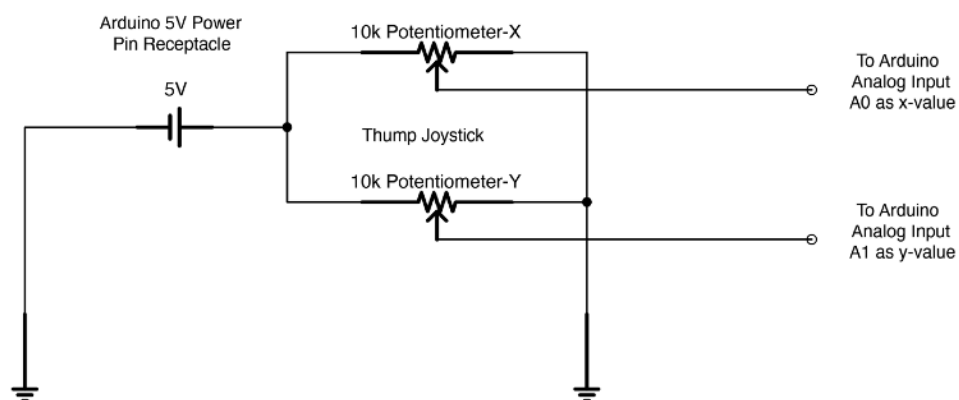 Arduino 5V Power
Pin Receptacle
5V
10k Potentiometer-X
To Arduino
Analog Input
A0 as x-value
Thump Joystick
10k Potentiometer-Y
To Arduino
Analog Input
A1 as y-value